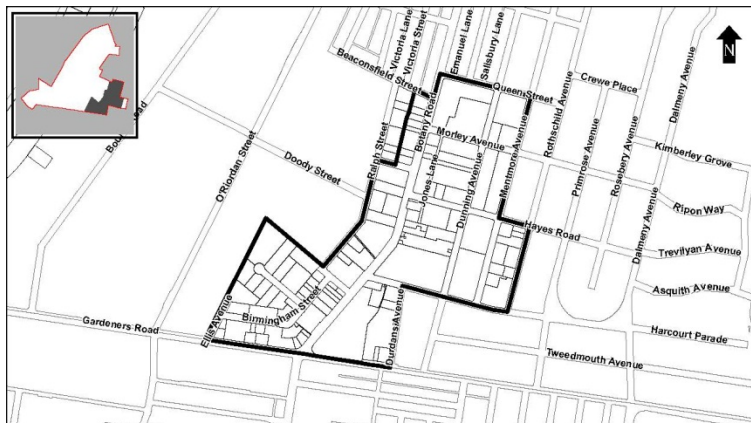 Victoria Lane
Victoria Street
Emanuel Lane
Salisbury Lane
N
Beaconsfield Street
Queen Street
Crewe Place
Dalmeny Avenue
Botany Road
Rothschild Avenue
O'Riordan Street
Doody Street
Ralph Street
Morley Avenue
Mentmore Avenue
Primrose Avenue
Rosebery Avenue
Kimberley Grove
Jones Lane
Dunning Avenue
Ripon Way
Hayes Road
Dalmeny Avenue
Trevilyan Avenue
Asquith Avenue
Birmingham Street
Ellis Avenue
Gardeners Road
Durdans Avenue
Harcourt Parade
Tweedmouth Avenue